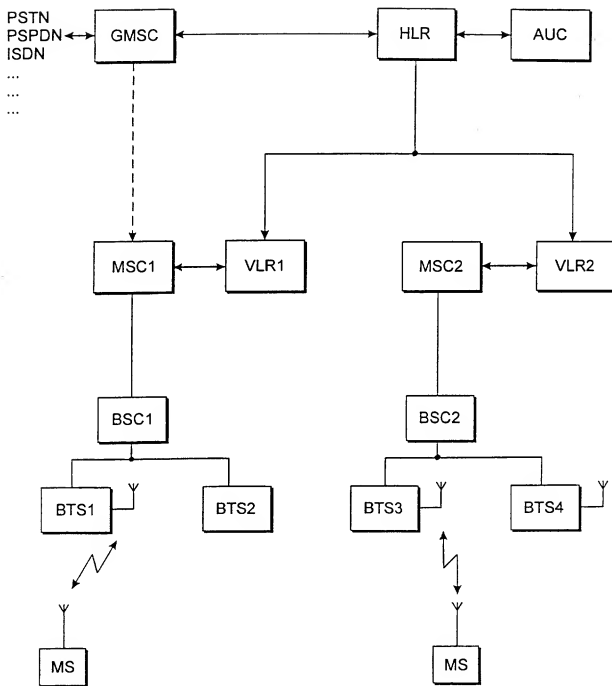 PSTN
PSPDN
ISDN
...
...
...
GMSC
HLR
AUC
MSC1
VLR1
MSC2
VLR2
BSC1
BSC2
BTS1
BTS2
BTS3
BTS4
MS
MS